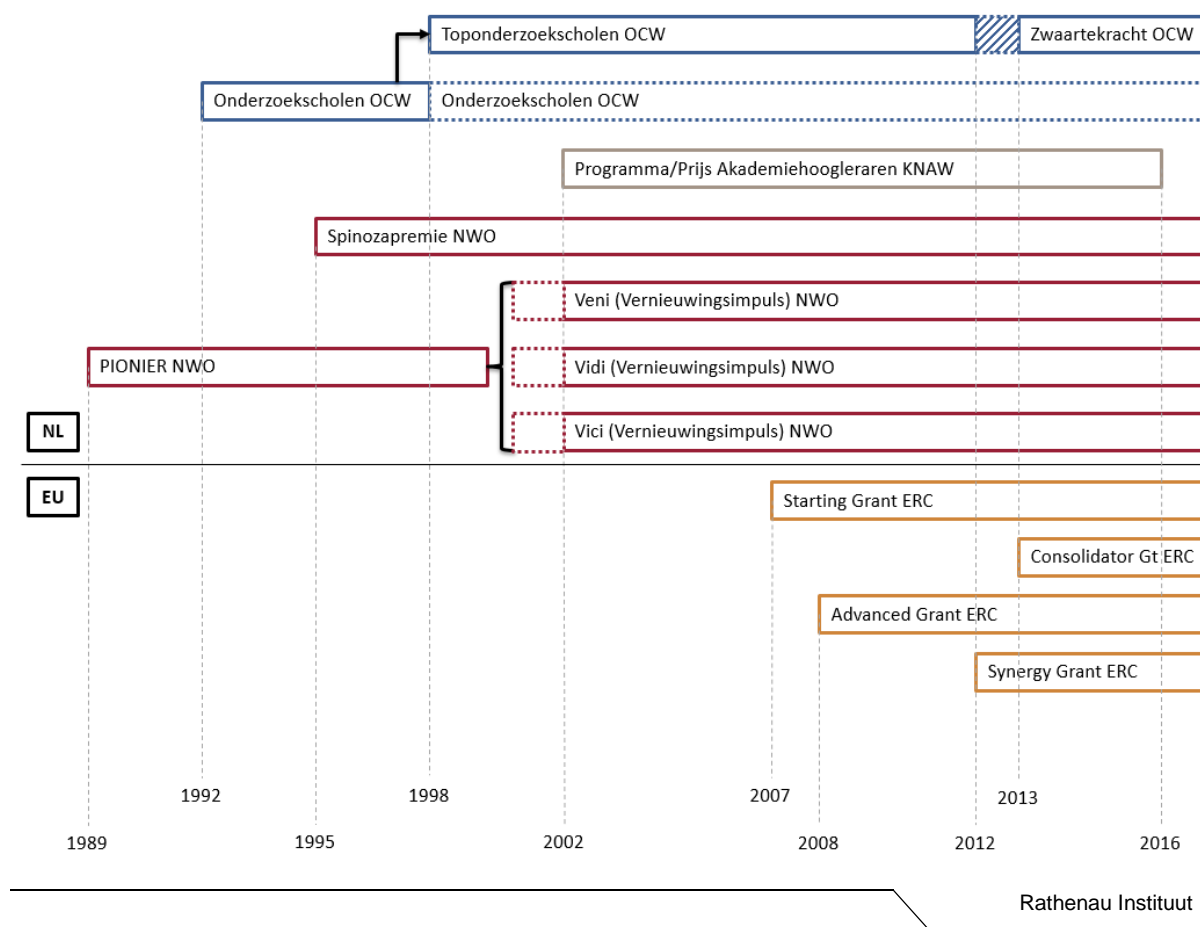 Toponderzoekscholen OCW
Zwaartekracht OCW
Onderzoekscholen OCW
Onderzoekscholen OCW
Programma/Prijs Akademiehoogleraren KNAW
Spinozapremie NWO
Veni (Vernieuwingsimpuls) NWO
PIONIER NWO
Vidi (Vernieuwingsimpuls) NWO
NL
Vici (Vernieuwingsimpuls) NWO
EU
Starting Grant ERC
Consolidator Gt ERC
Advanced Grant ERC
Synergy Grant ERC
1992
1998
2007
2013
1989
1995
2002
2008
2012
2016
Rathenau Instituut